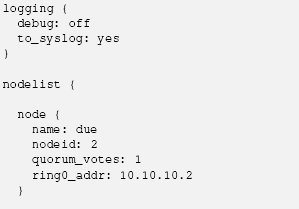 logging {
  debug: off
  to_syslog: yes
}

nodelist {

  node {
    name: due
    nodeid: 2
    quorum_votes: 1
    ring0_addr: 10.10.10.2
  }